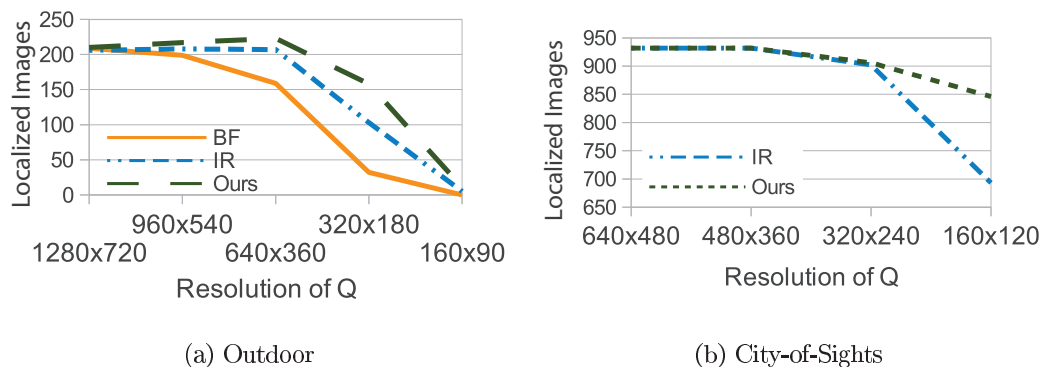 Localized Images
250
200
150
100
50
0
BF
IR
Ours
960x540
320x180
1280x720
640x360
160x90
Resolution of Q
(a) Outdoor
Localized Images
950
900
850
800
750
700
650
IR
Ours
640x480
480x360
320x240
160x120
Resolution of Q
(b) City-of-Sights